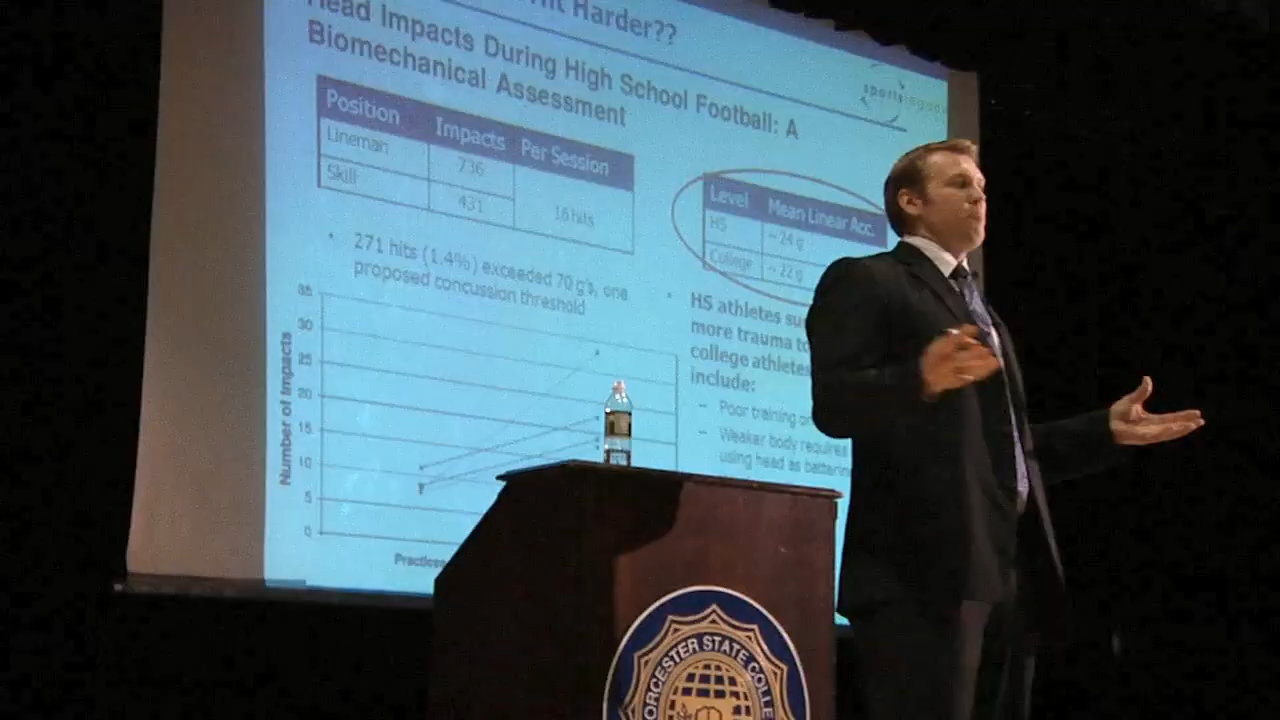 Harder??
Head Impacts During High School Football: A
Biomechanical Assessment
sportslegacy
Position Impacts Per Session
Lineman 736
Skill 431 16 hits
Level Mean Linear Acc.
HS ~ 24 g
College ~ 22 g
• 271 hits (1.4%) exceeded 70 g's, one
proposed concussion threshold
Number of Impacts
35
30
25
20
15
10
5
0
Practices
• HS athletes
more trauma
college athletes
include:
– Poor training
– Weaker body requires
using head as
WORCESTER STATE COLLE